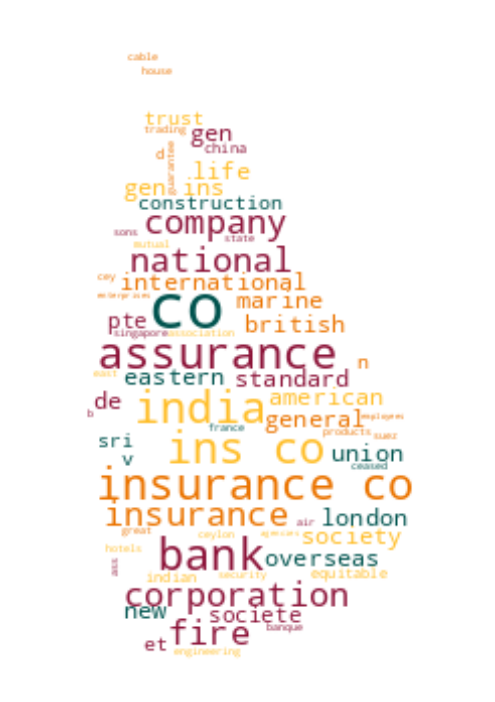 cable
house
trust
trading
gen
china
d
guarantee
life
gen ins
construction
company
sons
state
mutual
national
cey
international
enterprises
co
marine
pte
british
singapore
association
assurance
n
east
eastern
standard
de
india
american
b
general
employees
france
products
suez
sri
ins co
union
v
ceased
insurance co
insurance
air
london
great
ceylon
agencies
society
hotels
bank
overseas
ass
indian
security
equitable
corporation
new
societe
fire
banque
et
engineering